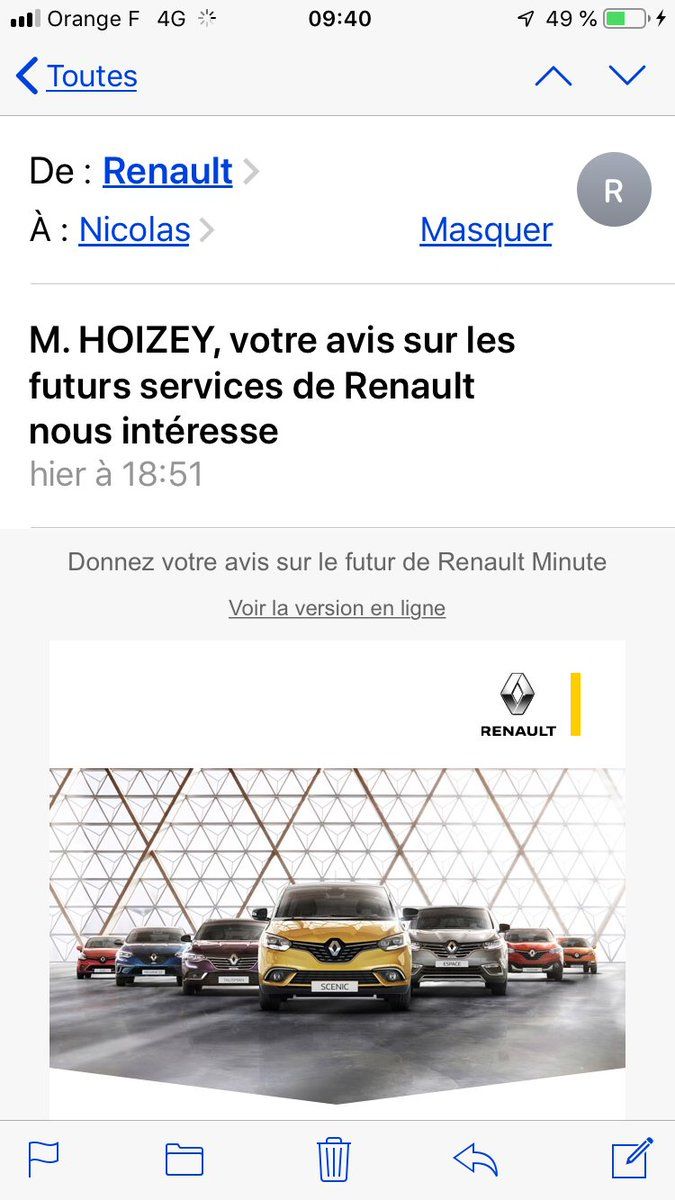 Orange F 4G 09:40 49 %
Toutes
De : Renault
À : Nicolas Masquer
R
M. HOIZEY, votre avis sur les
futurs services de Renault
nous intéresse
hier à 18:51
Donnez votre avis sur le futur de Renault Minute
Voir la version en ligne
RENAULT
TALISMAN
SCENIC
ESPACE